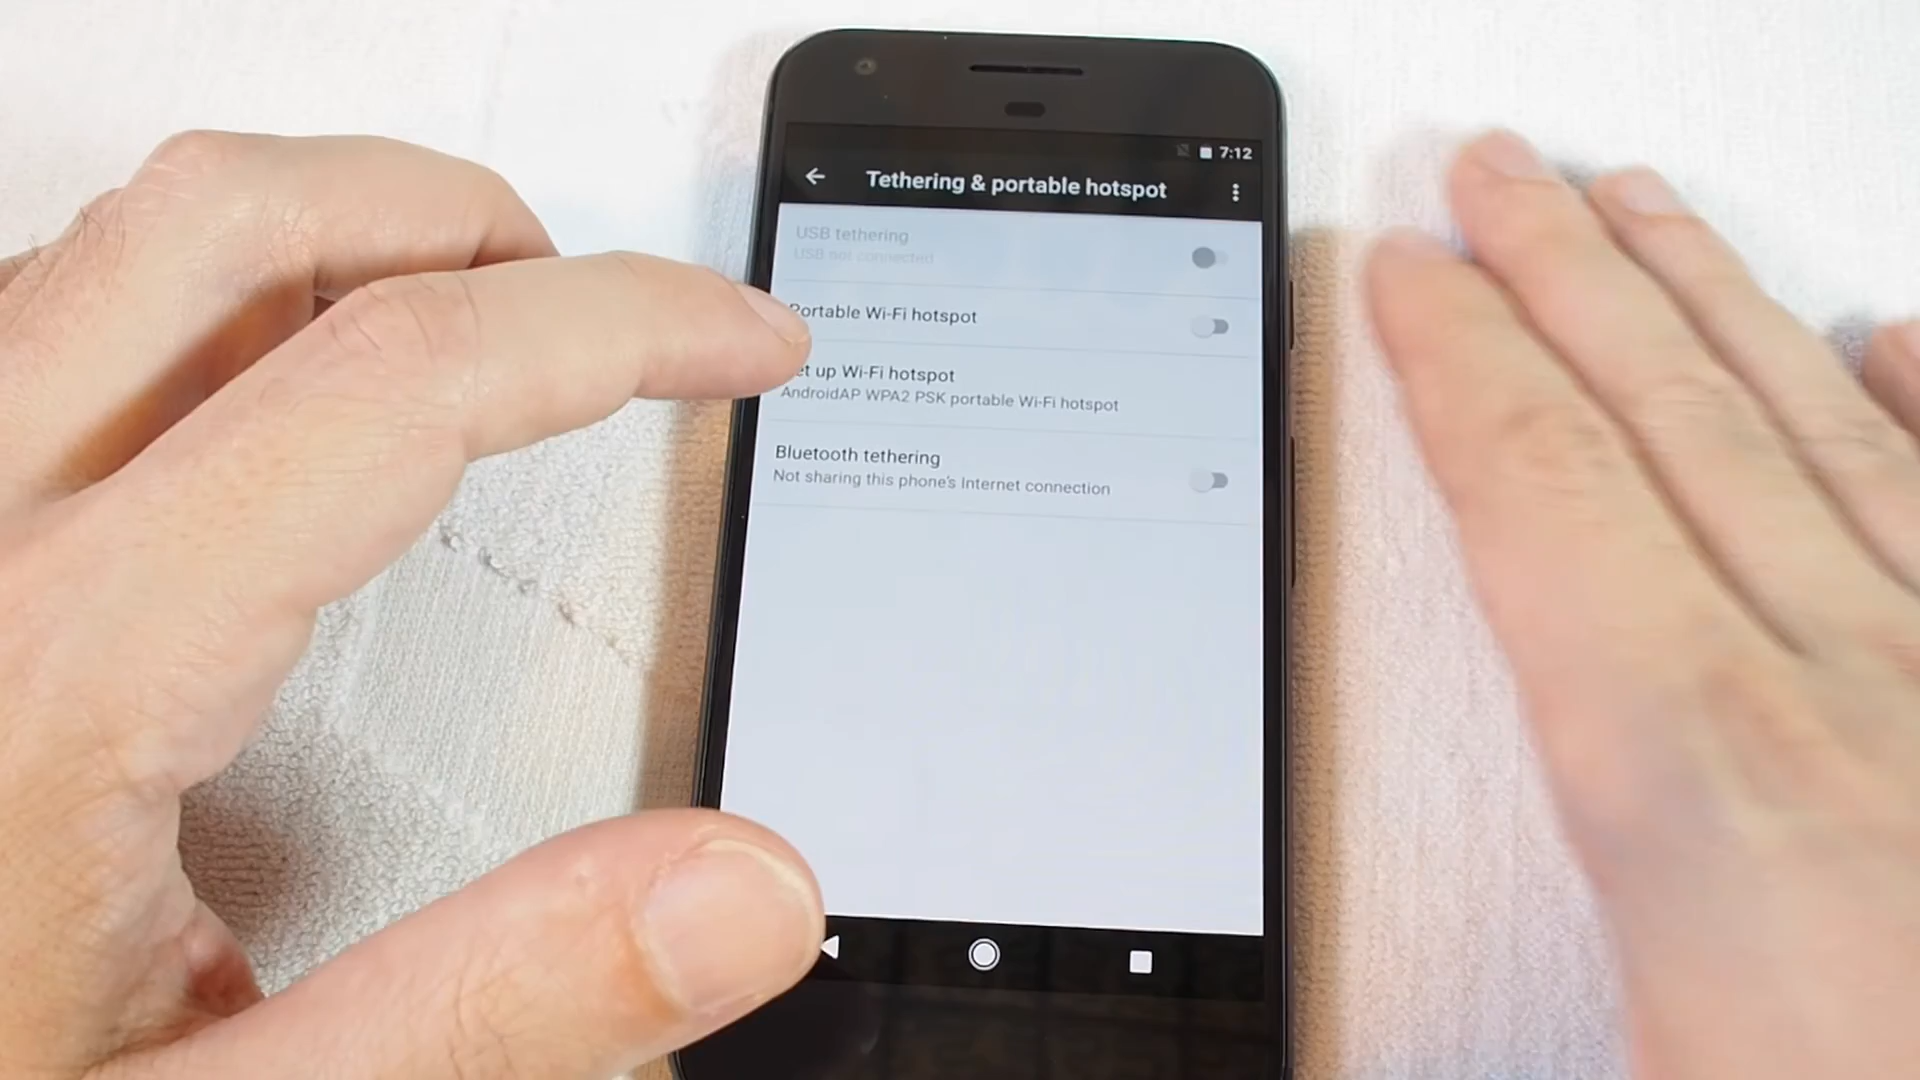 7:12
Tethering & portable hotspot
USB tethering
USB not connected
Portable Wi-Fi hotspot
et up Wi-Fi hotspot
AndroidAP WPA2 PSK portable Wi-Fi hotspot
Bluetooth tethering
Not sharing this phone's Internet connection